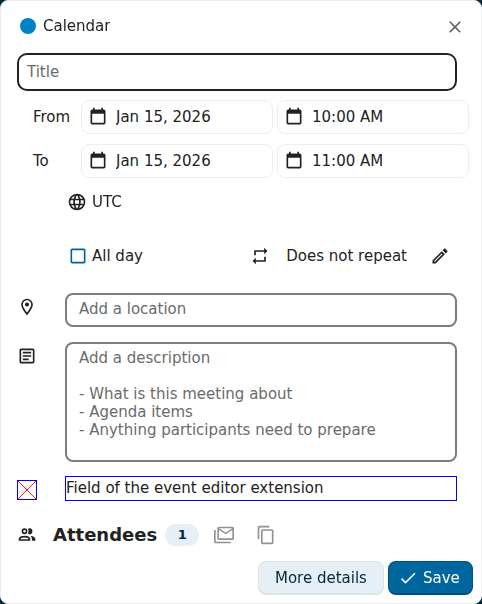 Calendar
Title
From Jan 15, 2026 10:00 AM
To Jan 15, 2026 11:00 AM
UTC
All day Does not repeat
Add a location
Add a description
- What is this meeting about
- Agenda items
- Anything participants need to prepare
Field of the event editor extension
Attendees 1
More details Save